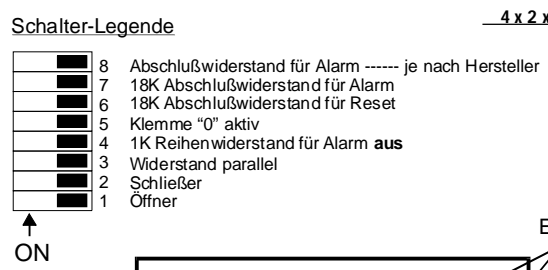 Schalter-Legende
4 x 2 x
8 Abschlußwiderstand für Alarm ------ je nach Hersteller
7 18K Abschlußwiderstand für Alarm
6 18K Abschlußwiderstand für Reset
5 Klemme “0” aktiv
4 1K Reihenwiderstand für Alarm aus
3 Widerstand parallel
2 Schließer
1 Öffner
ON
E